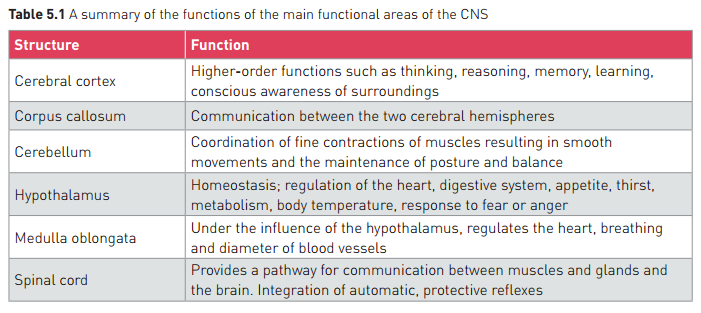 Table 5.1 A summary of the functions of the main functional areas of the CNS
Structure Function
Cerebral cortex Higher-order functions such as thinking, reasoning, memory, learning,
conscious awareness of surroundings
Corpus callosum Communication between the two cerebral hemispheres
Cerebellum Coordination of fine contractions of muscles resulting in smooth
movements and the maintenance of posture and balance
Hypothalamus Homeostasis; regulation of the heart, digestive system, appetite, thirst,
metabolism, body temperature, response to fear or anger
Medulla oblongata Under the influence of the hypothalamus, regulates the heart, breathing
and diameter of blood vessels
Spinal cord Provides a pathway for communication between muscles and glands and
the brain. Integration of automatic, protective reflexes